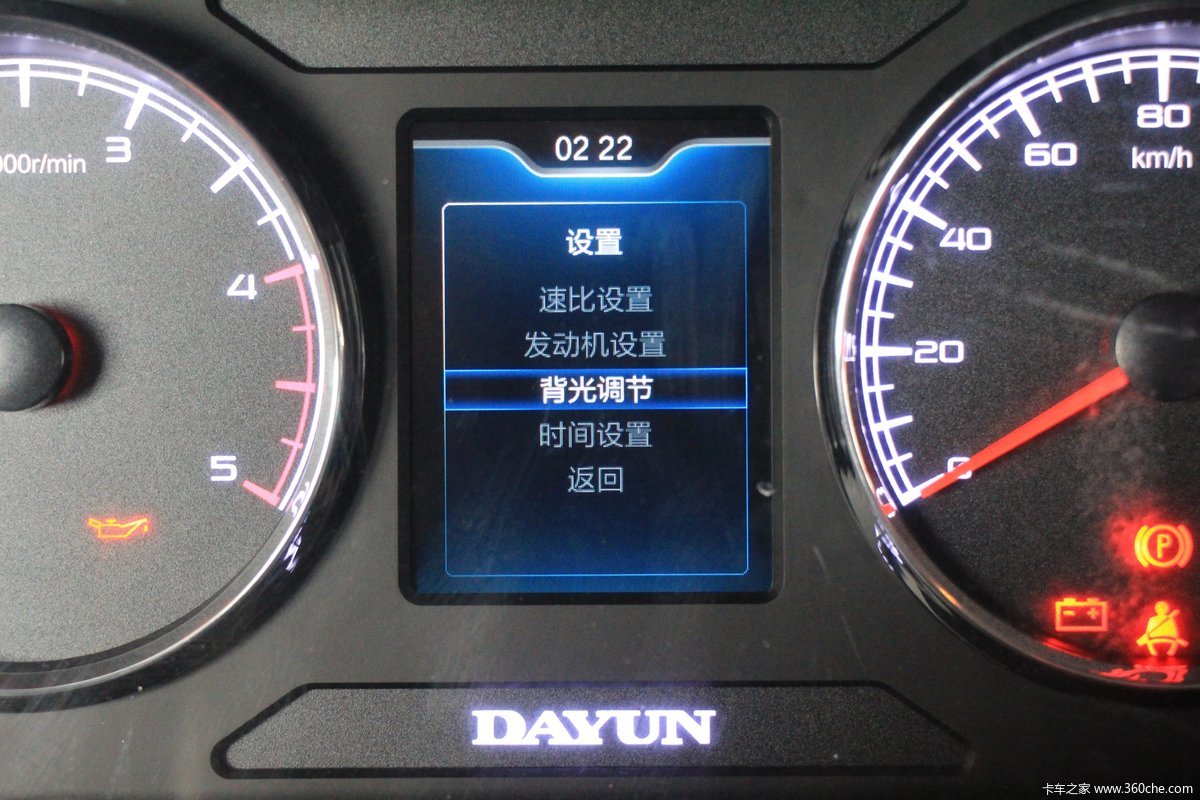 02 22
设置
速比设置
发动机设置
背光调节
时间设置
返回
3
000r/min
4
5
80
60
km/h
40
20
0
P
DAYUN
卡车之家 www.360che.com